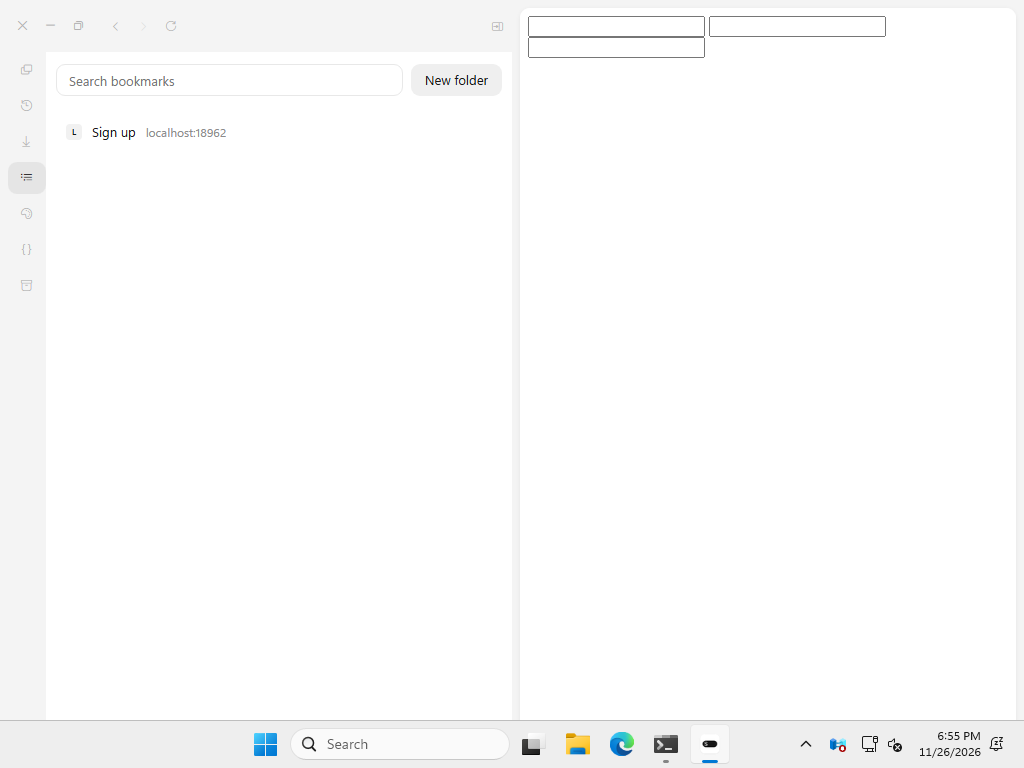 Search bookmarks
New folder
L
Sign up localhost:18962
Search
6:55 PM
11/26/2026